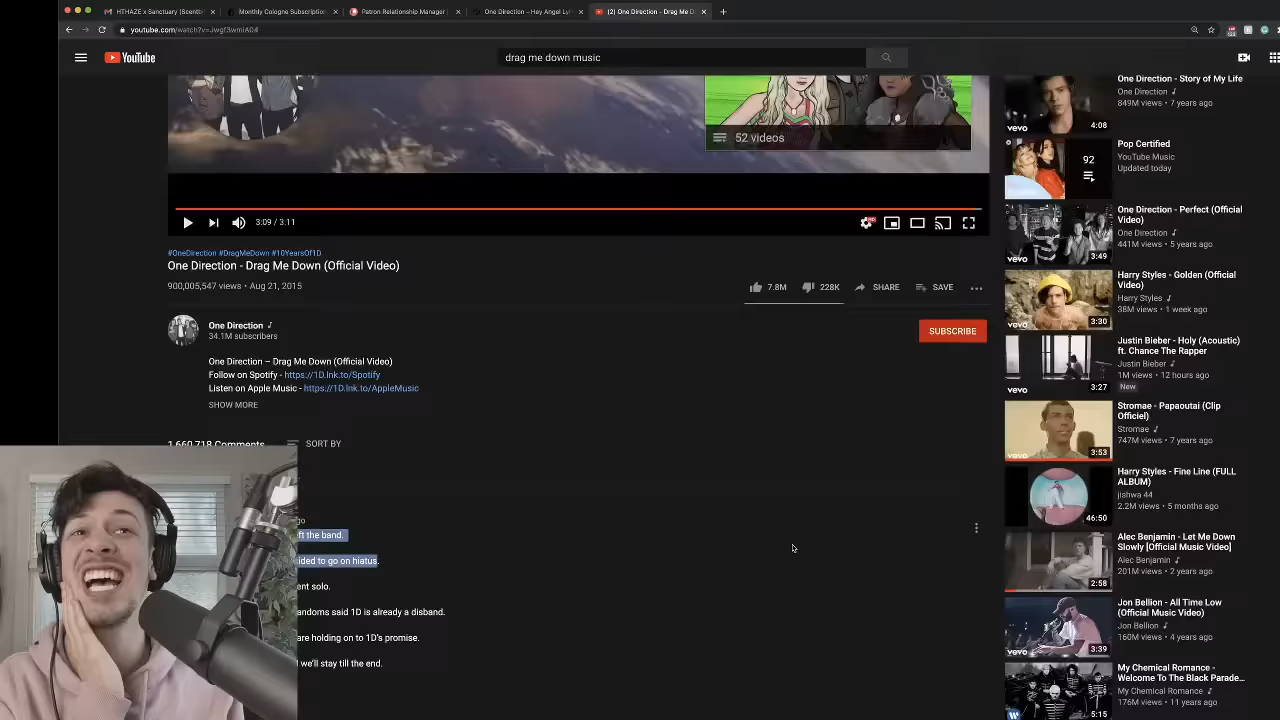 HTHAZE x Sanctuary (Scentbi
Monthly Cologne Subscription
Patron Relationship Manager |
One Direction – Hey Angel Lyr
(2) One Direction - Drag Me D
youtube.com/watch?v=Jwgf3wmiA04
YouTube
drag me down music
52 videos
3:09 / 3:11
#OneDirection #DragMeDown #10YearsOf1D
One Direction - Drag Me Down (Official Video)
900,005,547 views • Aug 21, 2015
7.8M
228K
SHARE
SAVE
One Direction
34.1M subscribers
SUBSCRIBE
One Direction – Drag Me Down (Official Video)
Follow on Spotify - https://1D.lnk.to/Spotify
Listen on Apple Music - https://1D.lnk.to/AppleMusic
SHOW MORE
1,660,718 Comments
SORT BY
go
ft the band.
ided to go on hiatus.
ent solo.
andoms said 1D is already a disband.
are holding on to 1D's promise.
we'll stay till the end.
One Direction - Story of My Life
One Direction
849M views • 7 years ago
vevo
4:08
Pop Certified
YouTube Music
Updated today
92
One Direction - Perfect (Official
Video)
One Direction
441M views • 5 years ago
vevo
3:49
Harry Styles - Golden (Official
Video)
Harry Styles
38M views • 1 week ago
vevo
3:30
Justin Bieber - Holy (Acoustic)
ft. Chance The Rapper
Justin Bieber
1M views • 12 hours ago
New
vevo
3:27
Stromae - Papaoutai (Clip
Officiel)
Stromae
747M views • 7 years ago
vevo
3:53
Harry Styles - Fine Line (FULL
ALBUM)
jishwa 44
2.2M views • 5 months ago
46:50
Alec Benjamin - Let Me Down
Slowly [Official Music Video]
Alec Benjamin
201M views • 2 years ago
2:58
Jon Bellion - All Time Low
(Official Music Video)
Jon Bellion
160M views • 4 years ago
vevo
3:39
My Chemical Romance -
Welcome To The Black Parade...
My Chemical Romance
176M views • 11 years ago
5:15